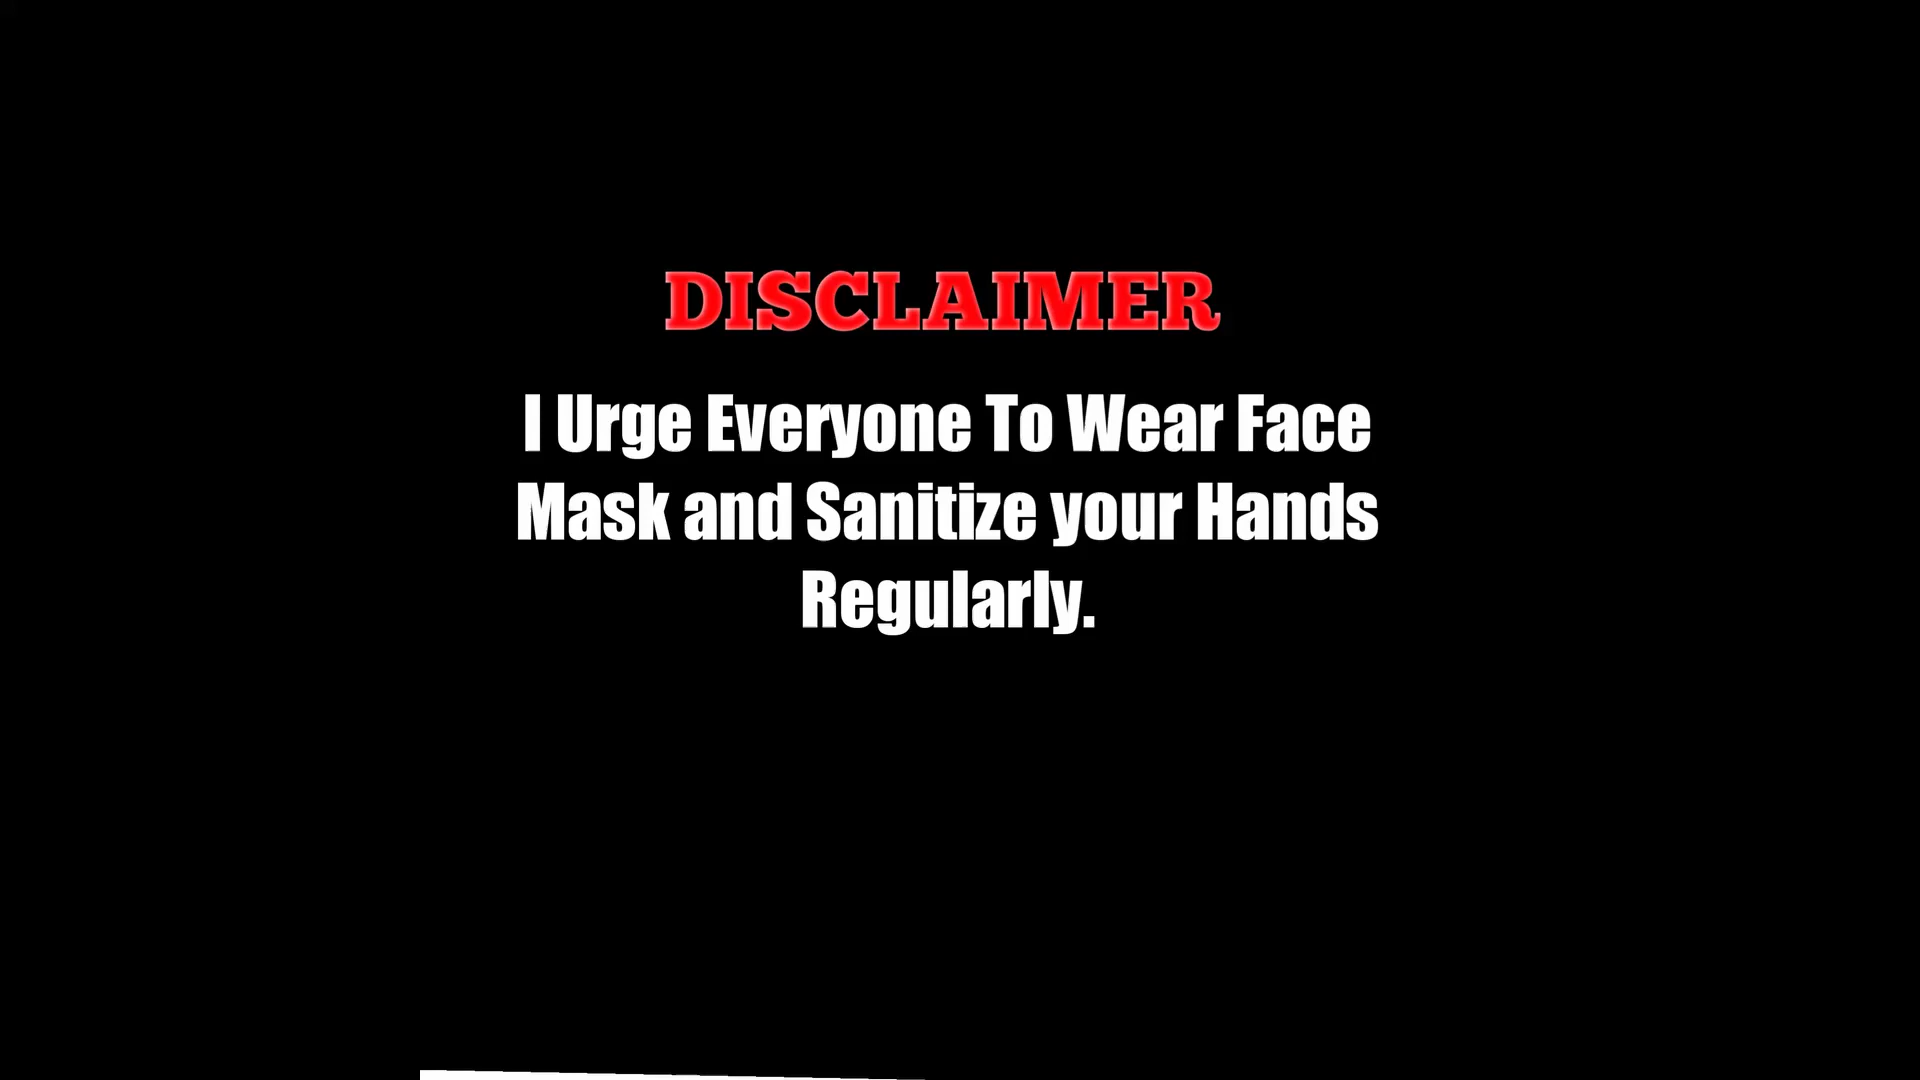 DISCLAIMER
I Urge Everyone To Wear Face
Mask and Sanitize your Hands
Regularly.